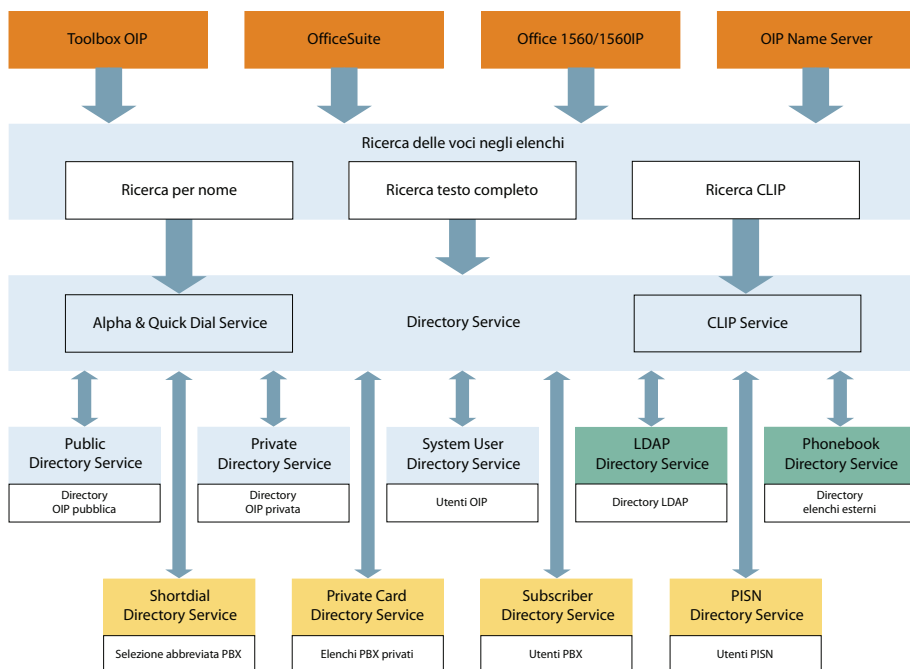 Toolbox OIP
OfficeSuite
Office 1560/1560IP
OIP Name Server
Ricerca delle voci negli elenchi
Ricerca per nome
Ricerca testo completo
Ricerca CLIP
Alpha & Quick Dial Service
Directory Service
CLIP Service
Public
Directory Service
Directory
OIP pubblica
Private
Directory Service
Directory
OIP privata
System User
Directory Service
Utenti OIP
LDAP
Directory Service
Directory LDAP
Phonebook
Directory Service
Directory
elenchi esterni
Shortdial
Directory Service
Selezione abbreviata PBX
Private Card
Directory Service
Elenchi PBX privati
Subscriber
Directory Service
Utenti PBX
PISN
Directory Service
Utenti PISN